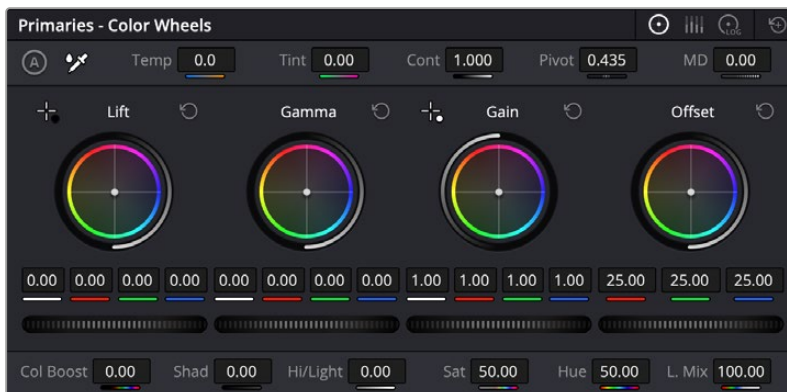 Primaries - Color Wheels
LOG
A Temp 0.0 Tint 0.00 Cont 1.000 Pivot 0.435 MD 0.00
Lift Gamma Gain Offset
0.00 0.00 0.00 0.00 0.00 0.00 0.00 0.00 1.00 1.00 1.00 1.00 25.00 25.00 25.00
Col Boost 0.00 Shad 0.00 Hi/Light 0.00 Sat 50.00 Hue 50.00 L. Mix 100.00